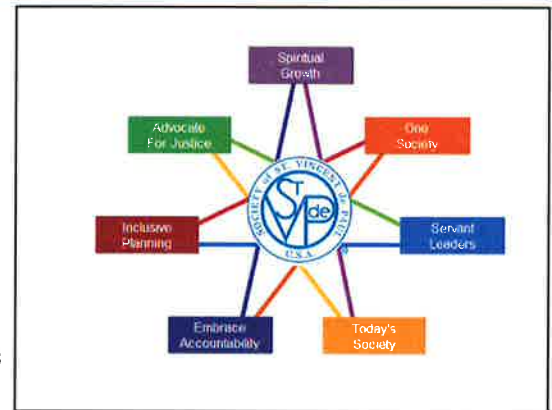 Spiritual
Growth
Advocate
For Justice
One
Society
SOCIETY of ST. VINCENT de PAUL
U.S.A.
ST
V
P
de
Inclusive
Planning
Servant
Leaders
Embrace
Accountability
Today's
Society
s